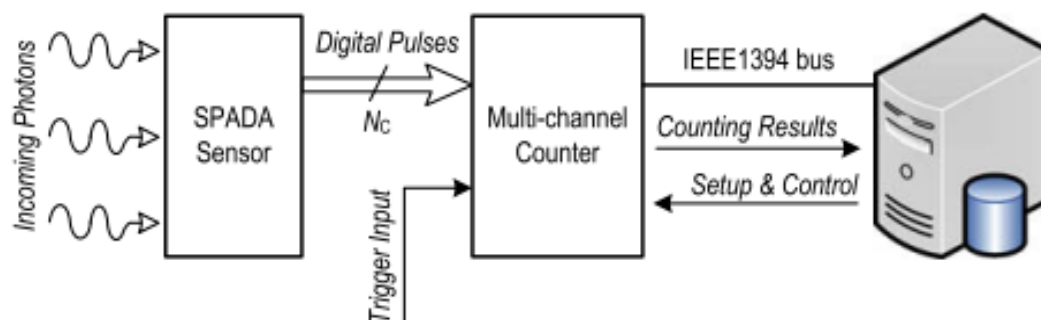 Incoming Photons
SPADA
Sensor
Digital Pulses
NC
Trigger Input
Multi-channel
Counter
IEEE1394 bus
Counting Results
Setup & Control